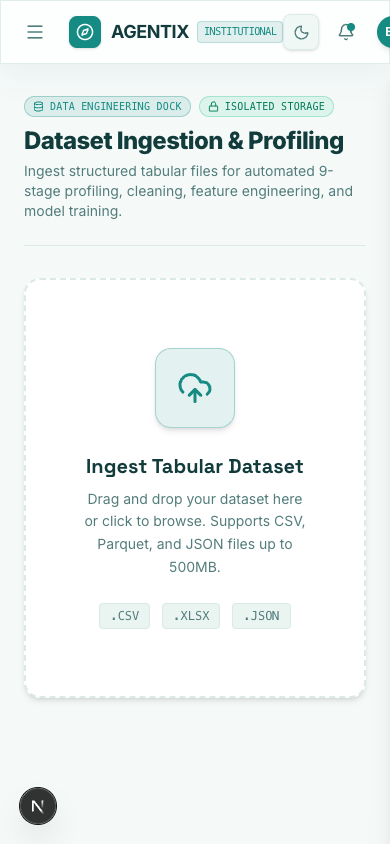 AGENTIX INSTITUTIONAL
DATA ENGINEERING DOCK ISOLATED STORAGE
Dataset Ingestion & Profiling
Ingest structured tabular files for automated 9-
stage profiling, cleaning, feature engineering, and
model training.
Ingest Tabular Dataset
Drag and drop your dataset here
or click to browse. Supports CSV,
Parquet, and JSON files up to
500MB.
.CSV .XLSX .JSON
N